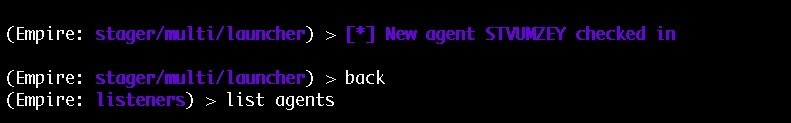 (Empire: stager/multi/launcher) > [*] New agent STVUMZEY checked in
(Empire: stager/multi/launcher) > back
(Empire: listeners) > list agents